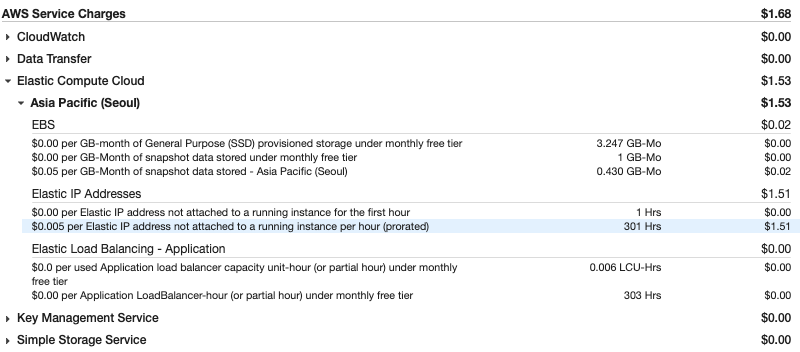 AWS Service Charges $1.68
CloudWatch $0.00
Data Transfer $0.00
Elastic Compute Cloud $1.53
Asia Pacific (Seoul) $1.53
EBS $0.02
$0.00 per GB-month of General Purpose (SSD) provisioned storage under monthly free tier 3.247 GB-Mo $0.00
$0.00 per GB-Month of snapshot data stored under monthly free tier 1 GB-Mo $0.00
$0.05 per GB-Month of snapshot data stored - Asia Pacific (Seoul) 0.430 GB-Mo $0.02
Elastic IP Addresses $1.51
$0.00 per Elastic IP address not attached to a running instance for the first hour 1 Hrs $0.00
$0.005 per Elastic IP address not attached to a running instance per hour (prorated) 301 Hrs $1.51
Elastic Load Balancing - Application $0.00
$0.0 per used Application load balancer capacity unit-hour (or partial hour) under monthly 0.006 LCU-Hrs $0.00
free tier
$0.00 per Application LoadBalancer-hour (or partial hour) under monthly free tier 303 Hrs $0.00
Key Management Service $0.00
Simple Storage Service $0.00